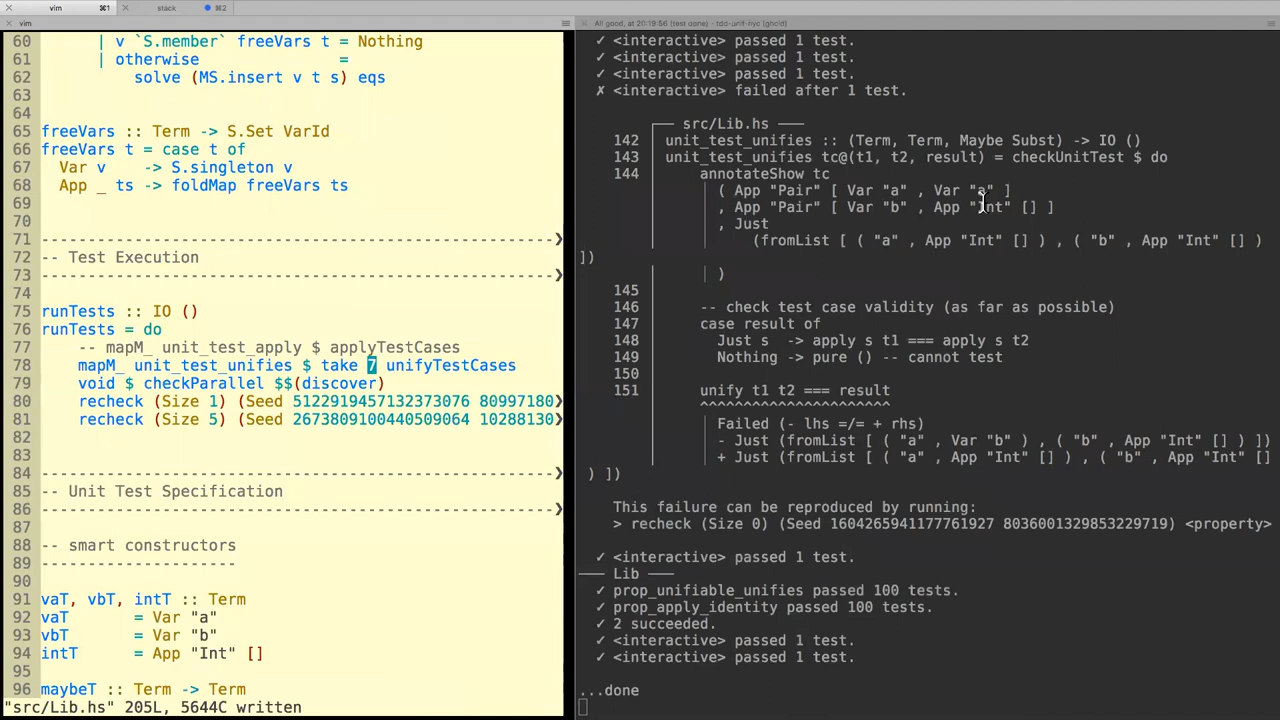 vim ⌘1 stack ⌘2
vim
All good, at 20:19:56 (test done) - tdd-unif-nyc (ghcid)
60 | v `S.member` freeVars t = Nothing
61 | otherwise =
62 solve (MS.insert v t s) eqs
63
64
65 freeVars :: Term -> S.Set VarId
66 freeVars t = case t of
67 Var v -> S.singleton v
68 App _ ts -> foldMap freeVars ts
69
70
71 ---------------------------------------------------------❯
72 -- Test Execution
73 ---------------------------------------------------------❯
74
75 runTests :: IO ()
76 runTests = do
77 -- mapM_ unit_test_apply $ applyTestCases
78 mapM_ unit_test_unifies $ take 7 unifyTestCases
79 void $ checkParallel $$(discover)
80 recheck (Size 1) (Seed 5122919457132373076 80997180❯
81 recheck (Size 5) (Seed 2673809100440509064 10288130❯
82
83
84 ---------------------------------------------------------❯
85 -- Unit Test Specification
86 ---------------------------------------------------------❯
87
88 -- smart constructors
89 ---------------------
90
91 vaT, vbT, intT :: Term
92 vaT = Var "a"
93 vbT = Var "b"
94 intT = App "Int" []
95
96 maybeT :: Term -> Term
"src/Lib.hs" 205L, 5644C written
✓ <interactive> passed 1 test.
✓ <interactive> passed 1 test.
✓ <interactive> passed 1 test.
✗ <interactive> failed after 1 test.
┌── src/Lib.hs ───
142 │ unit_test_unifies :: (Term, Term, Maybe Subst) -> IO ()
143 │ unit_test_unifies tc@(t1, t2, result) = checkUnitTest $ do
144 │ annotateShow tc
│ │ ( App "Pair" [ Var "a" , Var "a" ]
│ │ , App "Pair" [ Var "b" , App "Int" [] ]
│ │ , Just
│ │ (fromList [ ( "a" , App "Int" [] ) , ( "b" , App "Int" [] )
])
│ │ )
145 │
146 │ -- check test case validity (as far as possible)
147 │ case result of
148 │ Just s -> apply s t1 === apply s t2
149 │ Nothing -> pure () -- cannot test
150 │
151 │ unify t1 t2 === result
│ ^^^^^^^^^^^^^^^^^^^^^^
│ │ Failed (- lhs =/= + rhs)
│ │ - Just (fromList [ ( "a" , Var "b" ) , ( "b" , App "Int" [] ) ])
│ │ + Just (fromList [ ( "a" , App "Int" [] ) , ( "b" , App "Int" []
) ])
This failure can be reproduced by running:
> recheck (Size 0) (Seed 1604265941177761927 8036001329853229719) <property>
✓ <interactive> passed 1 test.
─── Lib ───
✓ prop_unifiable_unifies passed 100 tests.
✓ prop_apply_identity passed 100 tests.
✓ 2 succeeded.
✓ <interactive> passed 1 test.
✓ <interactive> passed 1 test.
...done